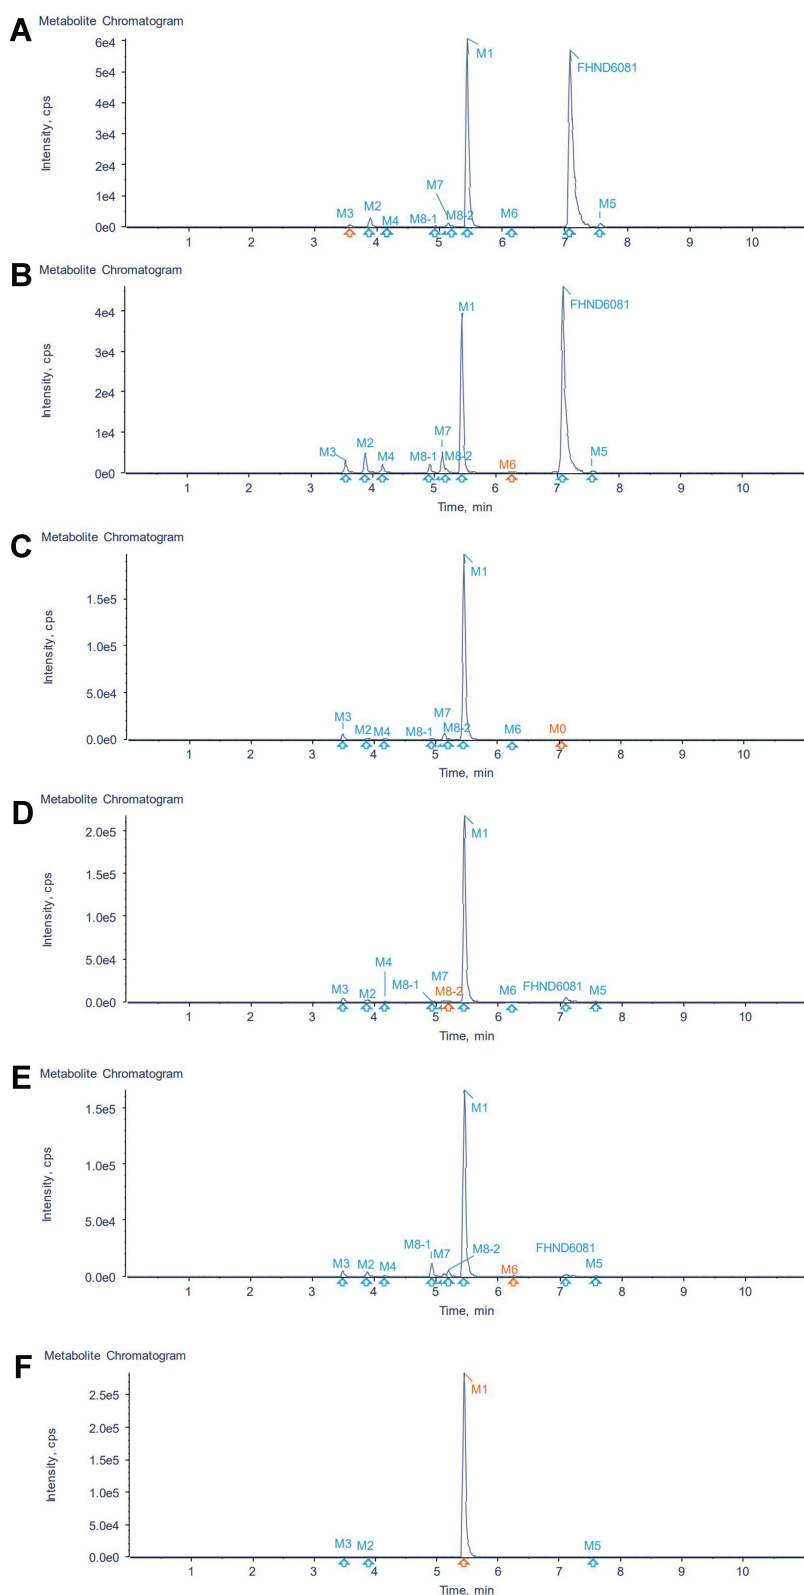 A Metabolite Chromatogram
Intensity, cps
6e4
5e4
4e4
3e4
2e4
1e4
0e0
M3
M2
M4
M8-1
M7
M8-2
M1
M6
FHND6081
M5
1 2 3 4 5 6 7 8 9 10
B Metabolite Chromatogram
Intensity, cps
4e4
3e4
2e4
1e4
0e0
M3
M2
M4
M8-1
M7
M8-2
M1
M6
FHND6081
M5
1 2 3 4 5 6 7 8 9 10
Time, min
C Metabolite Chromatogram
Intensity, cps
1.5e5
1.0e5
5.0e4
0.0e0
M3
M2
M4
M8-1
M7
M8-2
M1
M6
M0
1 2 3 4 5 6 7 8 9 10
Time, min
D Metabolite Chromatogram
Intensity, cps
2.0e5
1.5e5
1.0e5
5.0e4
0.0e0
M3
M2
M4
M8-1
M7
M8-2
M1
M6
FHND6081
M5
1 2 3 4 5 6 7 8 9 10
Time, min
E Metabolite Chromatogram
Intensity, cps
1.5e5
1.0e5
5.0e4
0.0e0
M3
M2
M4
M8-1
M7
M8-2
M1
M6
FHND6081
M5
1 2 3 4 5 6 7 8 9 10
Time, min
F Metabolite Chromatogram
Intensity, cps
2.5e5
2.0e5
1.5e5
1.0e5
5.0e4
0.0e0
M3
M2
M1
M5
1 2 3 4 5 6 7 8 9 10
Time, min